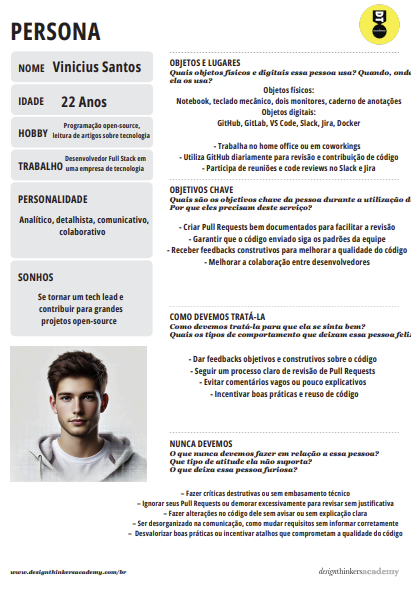 PERSONA
academy
NOME Vinicius Santos
IDADE 22 Anos
HOBBY Programação open-source,
leitura de artigos sobre tecnologia
TRABALHO Desenvolvedor Full Stack em
uma empresa de tecnologia
PERSONALIDADE
Analítico, detalhista, comunicativo,
colaborativo
SONHOS
Se tornar um tech lead e
contribuir para grandes
projetos open-source
OBJETOS E LUGARES
Quais objetos físicos e digitais essa pessoa usa? Quando, onde
ela os usa?
Objetos físicos:
Notebook, teclado mecânico, dois monitores, caderno de anotações
Objetos digitais:
GitHub, GitLab, VS Code, Slack, Jira, Docker
- Trabalha no home office ou em coworkings
- Utiliza GitHub diariamente para revisão e contribuição de código
- Participa de reuniões e code reviews no Slack e Jira
OBJETIVOS CHAVE
Quais são os objetivos chave da pessoa durante a utilização d
Por que eles precisam deste serviço?
- Criar Pull Requests bem documentados para facilitar a revisão
- Garantir que o código enviado siga os padrões da equipe
- Receber feedbacks construtivos para melhorar a qualidade do código
- Melhorar a colaboração entre desenvolvedores
COMO DEVEMOS TRATÁ-LA
Como devemos tratá-la para que ela se sinta bem?
Quais os tipos de comportamento que deixam essa pessoa feliz
- Dar feedbacks objetivos e construtivos sobre o código
- Seguir um processo claro de revisão de Pull Requests
- Evitar comentários vagos ou pouco explicativos
- Incentivar boas práticas e reuso de código
NUNCA DEVEMOS
O que nunca devemos fazer em relação a essa pessoa?
Que tipo de atitude ela não suporta?
O que deixa essa pessoa furiosa?
– Fazer críticas destrutivas ou sem embasamento técnico
– Ignorar seus Pull Requests ou demorar excessivamente para revisar sem justificativa
– Fazer alterações no código dele sem avisar ou sem explicação clara
– Ser desorganizado na comunicação, como mudar requisitos sem informar corretamente
– Desvalorizar boas práticas ou incentivar atalhos que comprometam a qualidade do código
www.designthinkersacademy.com/br
designthinkersacademy